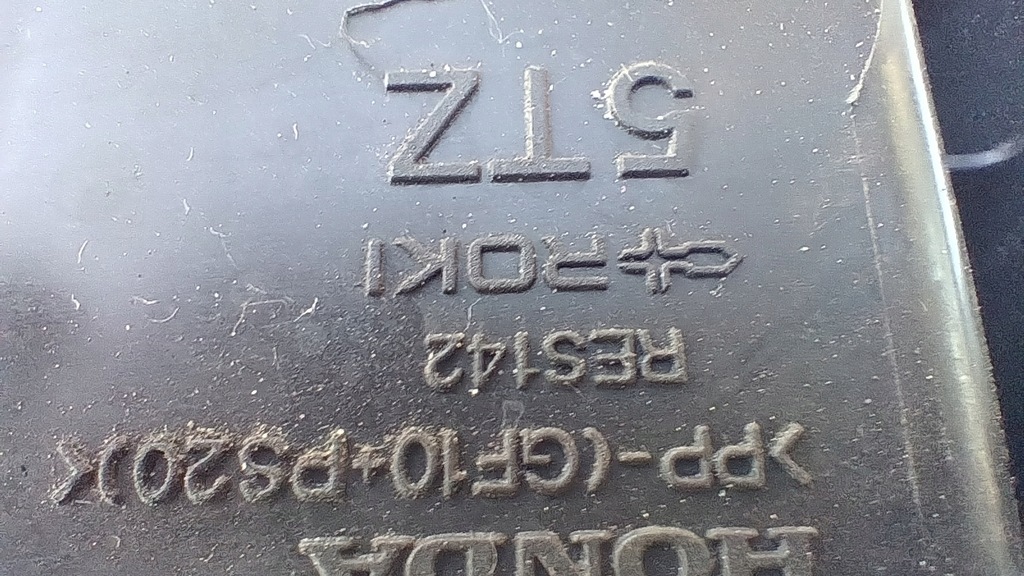 HONDA
>PP-(GF10+PS20)<
RES142
ROKI
5TZ